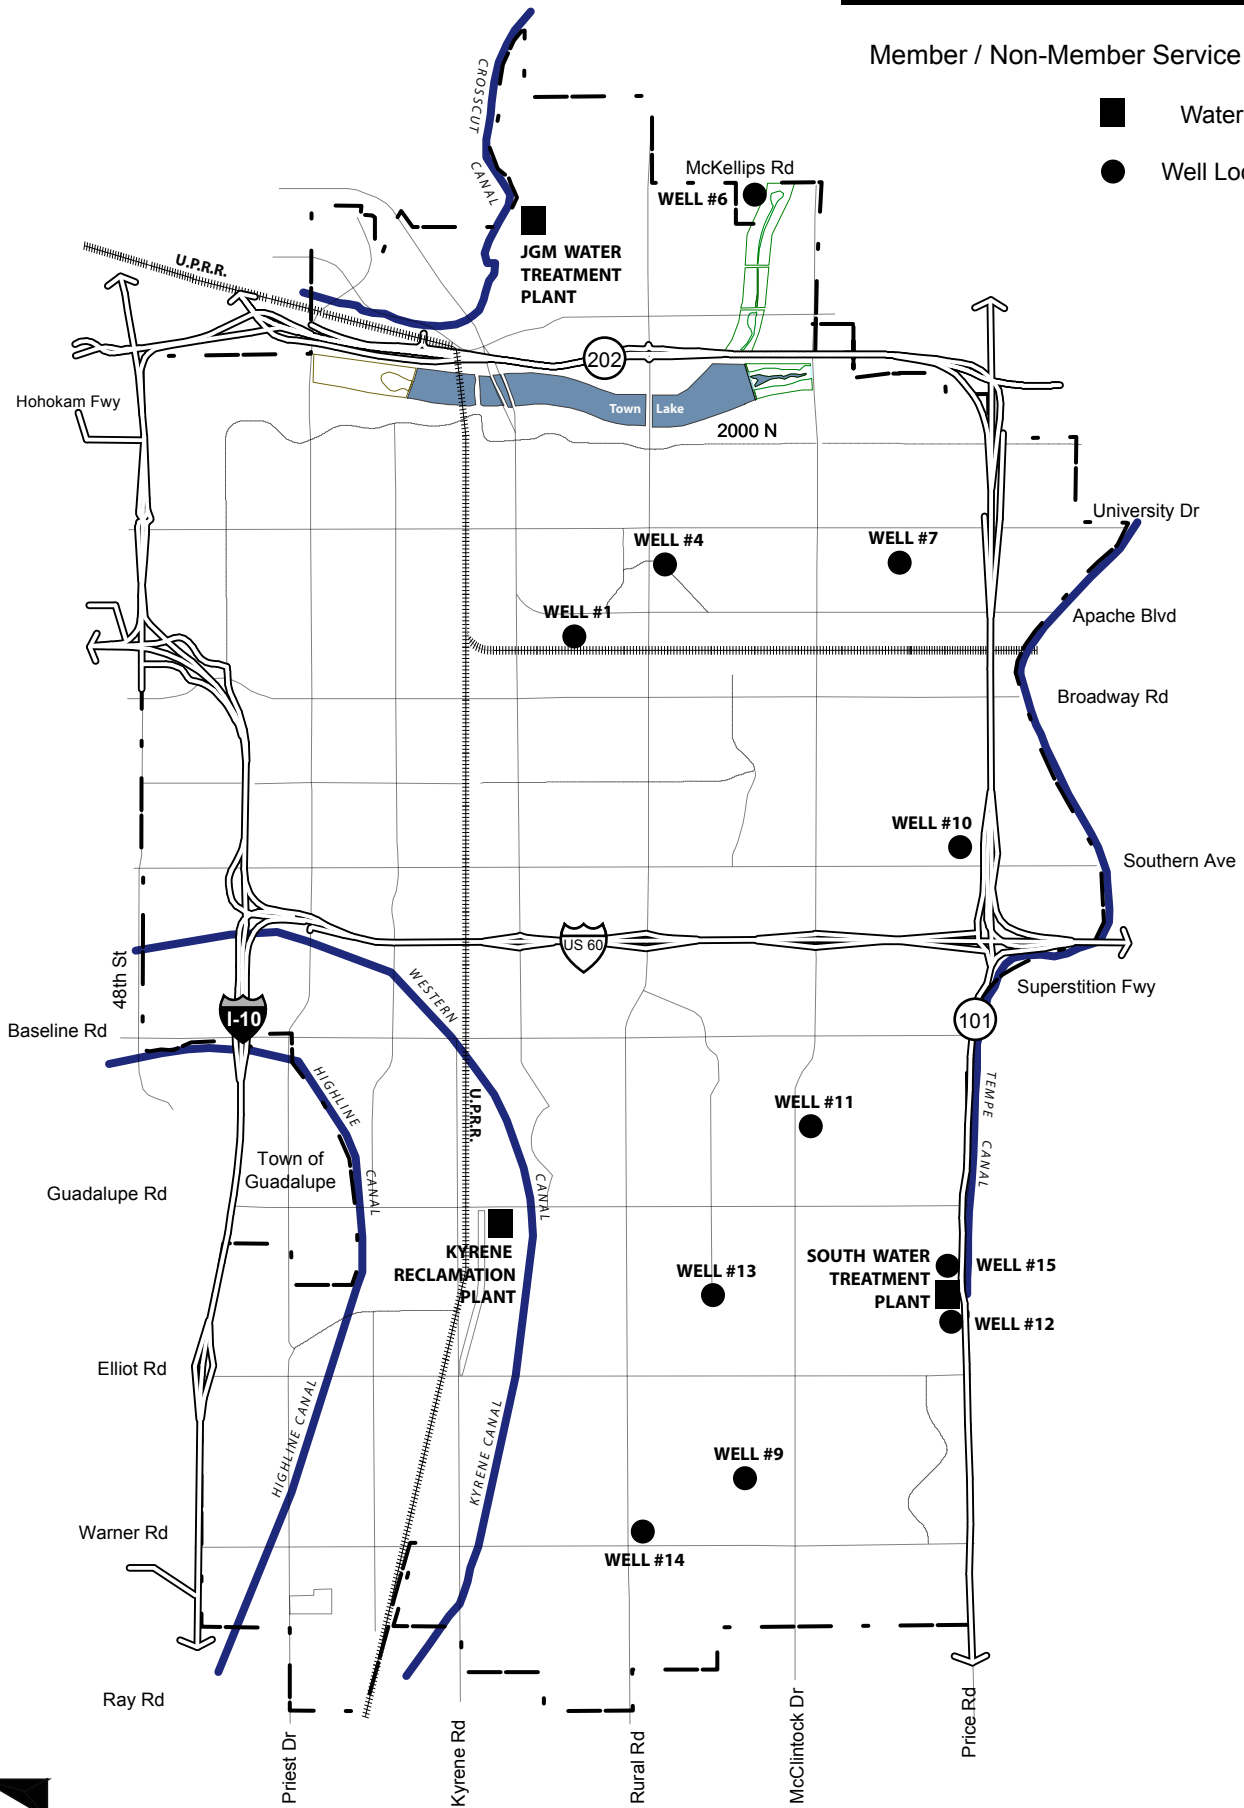 Member / Non-Member Service
Water
Well Loc
CROSSCUT
CANAL
McKellips Rd
WELL #6
U.P.R.R.
JGM WATER
TREATMENT
PLANT
202
Hohokam Fwy
Town Lake
2000 N
University Dr
WELL #4
WELL #7
WELL #1
Apache Blvd
Broadway Rd
WELL #10
Southern Ave
US 60
48th St
WESTERN
CANAL
Superstition Fwy
I-10
101
Baseline Rd
HIGHLINE
CANAL
U.P.R.R.
TEMPE
CANAL
WELL #11
Town of
Guadalupe
Guadalupe Rd
KYRENE
RECLAMATION
PLANT
SOUTH WATER
TREATMENT
PLANT
WELL #15
WELL #13
WELL #12
Elliot Rd
HIGHLINE CANAL
KYRENE CANAL
WELL #9
Warner Rd
WELL #14
Ray Rd
Priest Dr
Kyrene Rd
Rural Rd
McClintock Dr
Price Rd